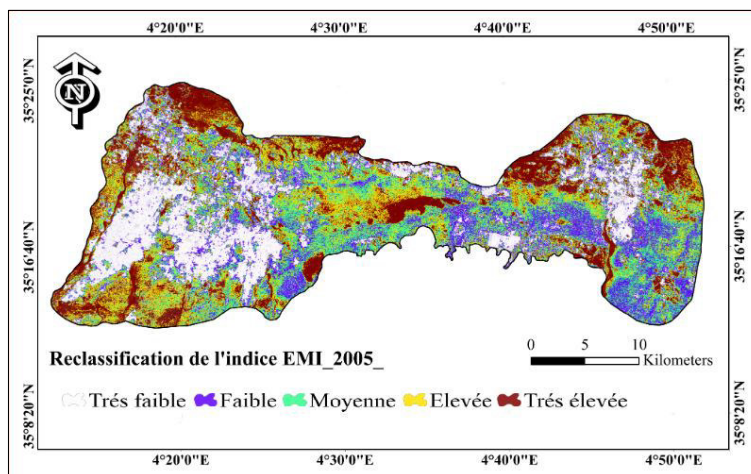 4°20'0"E 4°30'0"E 4°40'0"E 4°50'0"E
35°25'0"N 35°25'0"N
N
35°16'40"N 35°16'40"N
Reclassification de l'indice EMI_2005_
0 5 10
Kilometers
Trés faible Faible Moyenne Elevée Trés élevée
35°8'20"N 35°8'20"N
4°20'0"E 4°30'0"E 4°40'0"E 4°50'0"E